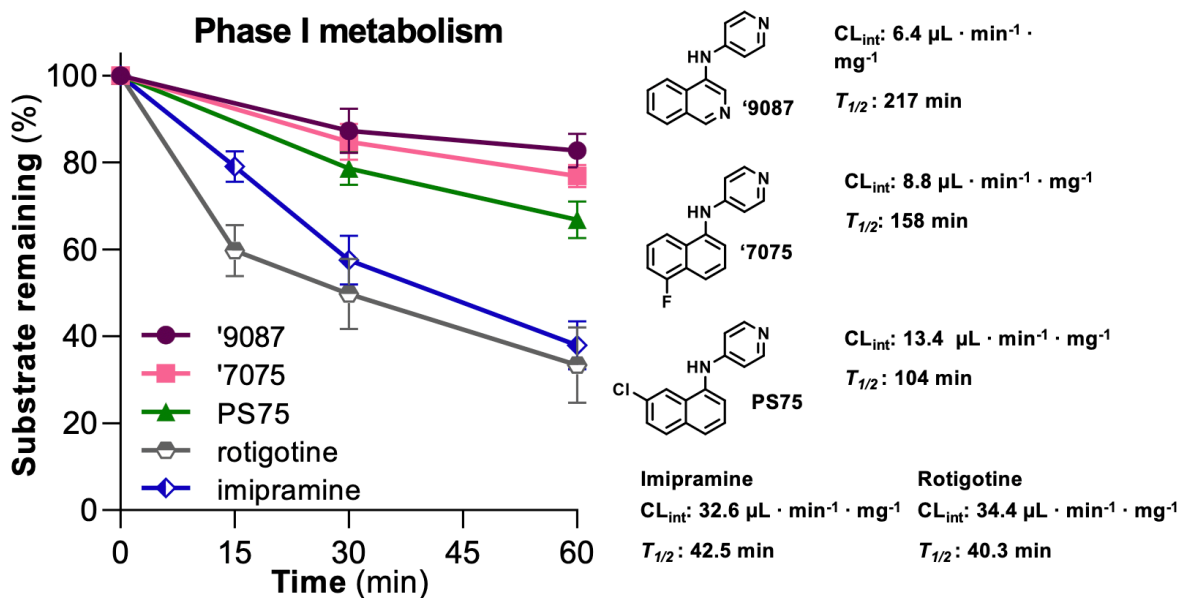 Phase I metabolism
Substrate remaining (%)
100
80
60
40
20
0
'9087
'7075
PS75
rotigotine
imipramine
0
15
30
45
60
Time (min)
N
HN
N
‘9087
CLint: 6.4 µL · min⁻¹ ·
mg⁻¹
T1/2 : 217 min
N
HN
F
‘7075
CLint: 8.8 µL · min⁻¹ · mg⁻¹
T1/2 : 158 min
N
HN
Cl
PS75
CLint: 13.4 µL · min⁻¹ · mg⁻¹
T1/2 : 104 min
Imipramine
CLint: 32.6 µL · min⁻¹ · mg⁻¹
T1/2 : 42.5 min
Rotigotine
CLint: 34.4 µL · min⁻¹ · mg⁻¹
T1/2 : 40.3 min